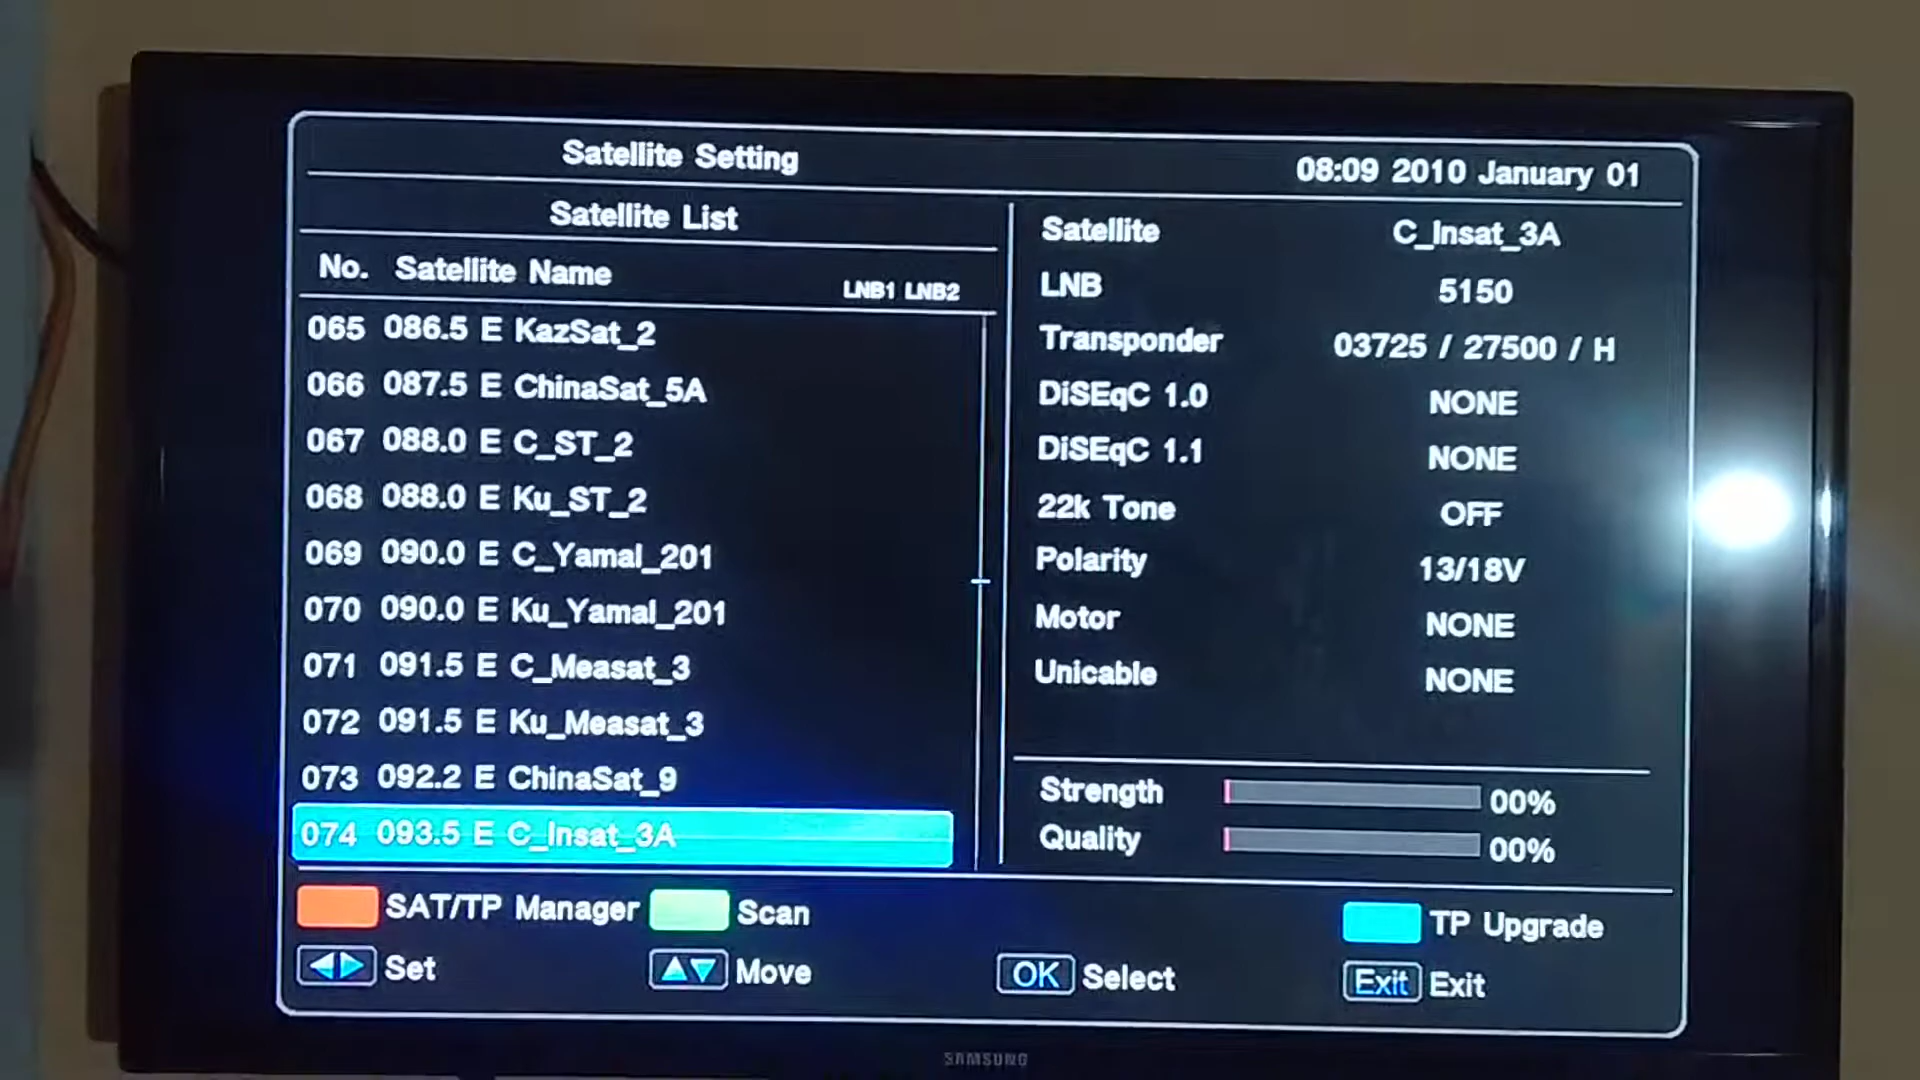 Satellite Setting
08:09 2010 January 01
Satellite List
No. Satellite Name LNB1 LNB2
065 086.5 E KazSat_2
066 087.5 E ChinaSat_5A
067 088.0 E C_ST_2
068 088.0 E Ku_ST_2
069 090.0 E C_Yamal_201
070 090.0 E Ku_Yamal_201
071 091.5 E C_Measat_3
072 091.5 E Ku_Measat_3
073 092.2 E ChinaSat_9
074 093.5 E C_Insat_3A
Satellite C_Insat_3A
LNB 5150
Transponder 03725 / 27500 / H
DiSEqC 1.0 NONE
DiSEqC 1.1 NONE
22k Tone OFF
Polarity 13/18V
Motor NONE
Unicable NONE
Strength 00%
Quality 00%
SAT/TP Manager Scan TP Upgrade
Set Move OK Select Exit Exit
SAMSUNG